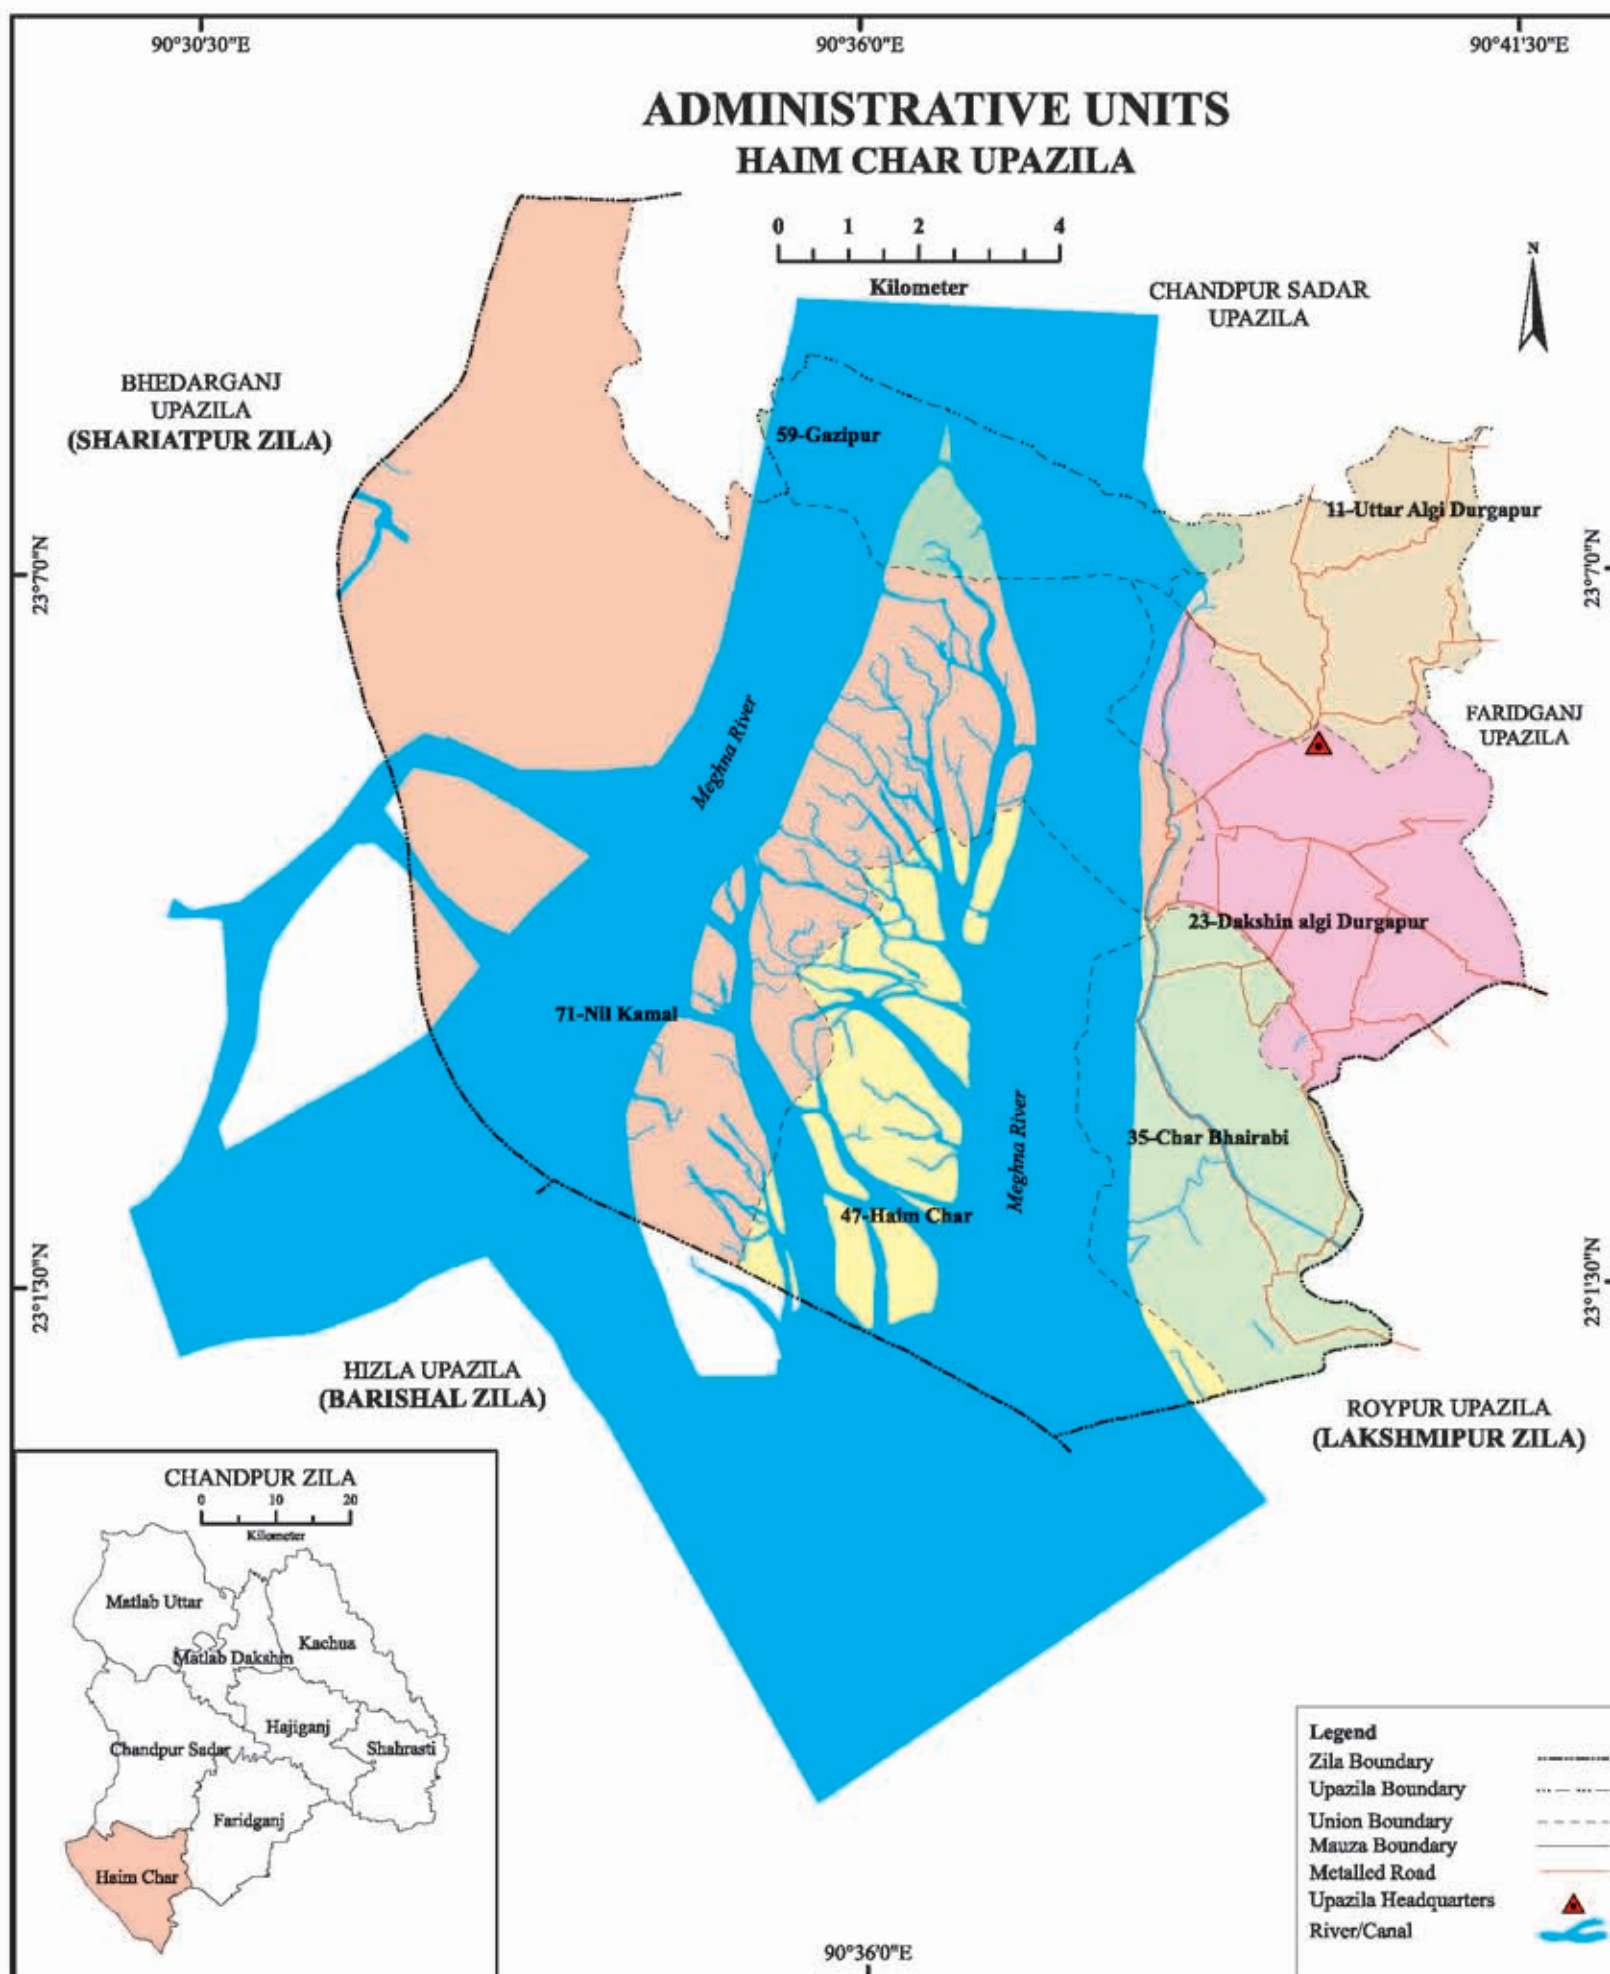 90°30'30"E
90°36'0"E
90°41'30"E
ADMINISTRATIVE UNITS
HAIM CHAR UPAZILA
0 1 2 4
Kilometer
N
CHANDPUR SADAR
UPAZILA
BHEDARGANJ
UPAZILA
(SHARIATPUR ZILA)
59-Gazipur
11-Uttar Algi Durgapur
23°7'0"N
23°7'0"N
FARIDGANJ
UPAZILA
Meghna River
23-Dakshin algi Durgapur
71-Nil Kamal
Meghna River
35-Char Bhairabi
47-Haim Char
23°1'30"N
23°1'30"N
HIZLA UPAZILA
(BARISHAL ZILA)
ROYPUR UPAZILA
(LAKSHMIPUR ZILA)
CHANDPUR ZILA
0 10 20
Kilometer
Matlab Uttar
Kachua
Matlab Dakshin
Hajiganj
Chandpur Sadar
Shahrasti
Faridganj
Haim Char
Legend
Zila Boundary
Upazila Boundary
Union Boundary
Mauza Boundary
Metalled Road
Upazila Headquarters
River/Canal
90°36'0"E